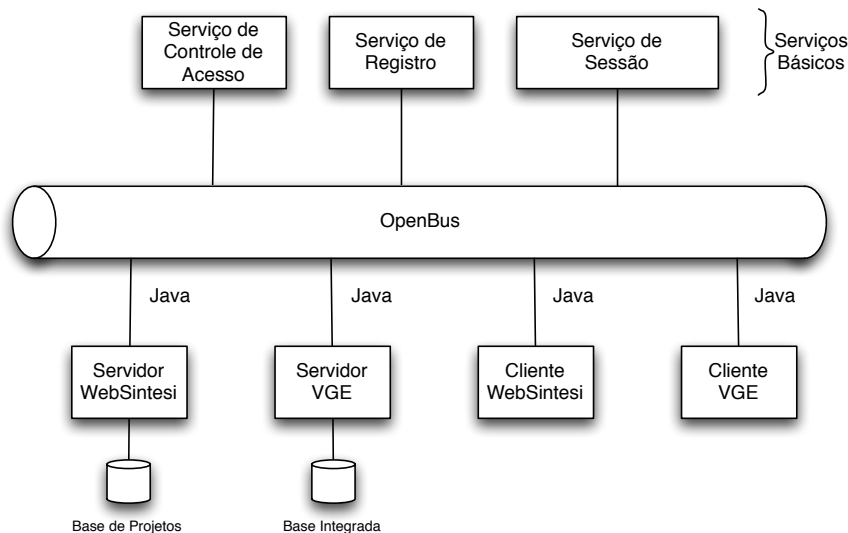 Serviço de
Controle de
Acesso
Serviço de
Registro
Serviço de
Sessão
Serviços
Básicos
OpenBus
Java
Java
Java
Java
Servidor
WebSintesi
Servidor
VGE
Cliente
WebSintesi
Cliente
VGE
Base de Projetos
Base Integrada